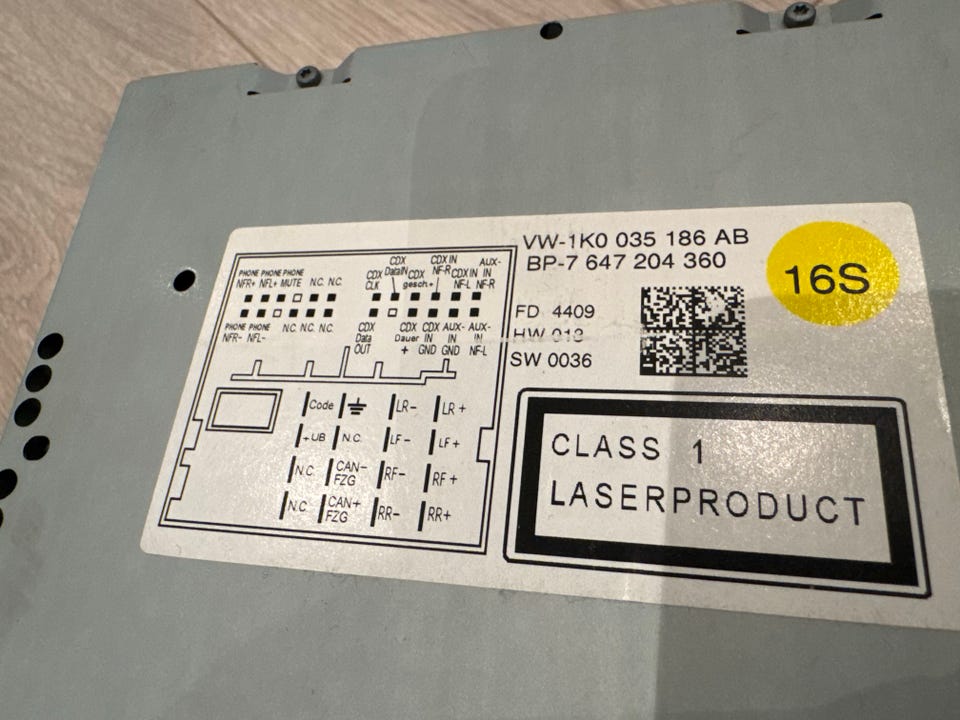 VW-1K0 035 186 AB
BP-7 647 204 360
16S
FD 4409
HW 013
SW 0036
CLASS 1
LASERPRODUCT
PHONE PHONE PHONE
NFR+ NFL+ MUTE N.C. N.C.
CDX CLK
CDX DataIN
CDX gesch.+
CDX IN NF-R
CDX IN NF-L
AUX- IN NF-R
PHONE PHONE
NFR- NFL-
N.C. N.C. N.C.
CDX Data OUT
CDX Dauer +
CDX IN GND
AUX- IN GND
AUX- IN NF-L
Code LR- LR+
+UB N.C. LF- LF+
N.C. CAN- FZG RF- RF+
N.C. CAN+ FZG RR- RR+